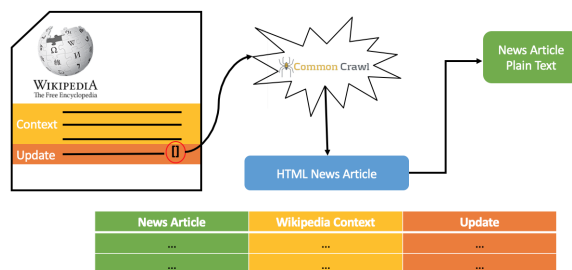 WIKIPEDIA
The Free Encyclopedia
Context
Update []
Common Crawl
HTML News Article
News Article
Plain Text
News Article Wikipedia Context Update
... ... ...
... ... ...